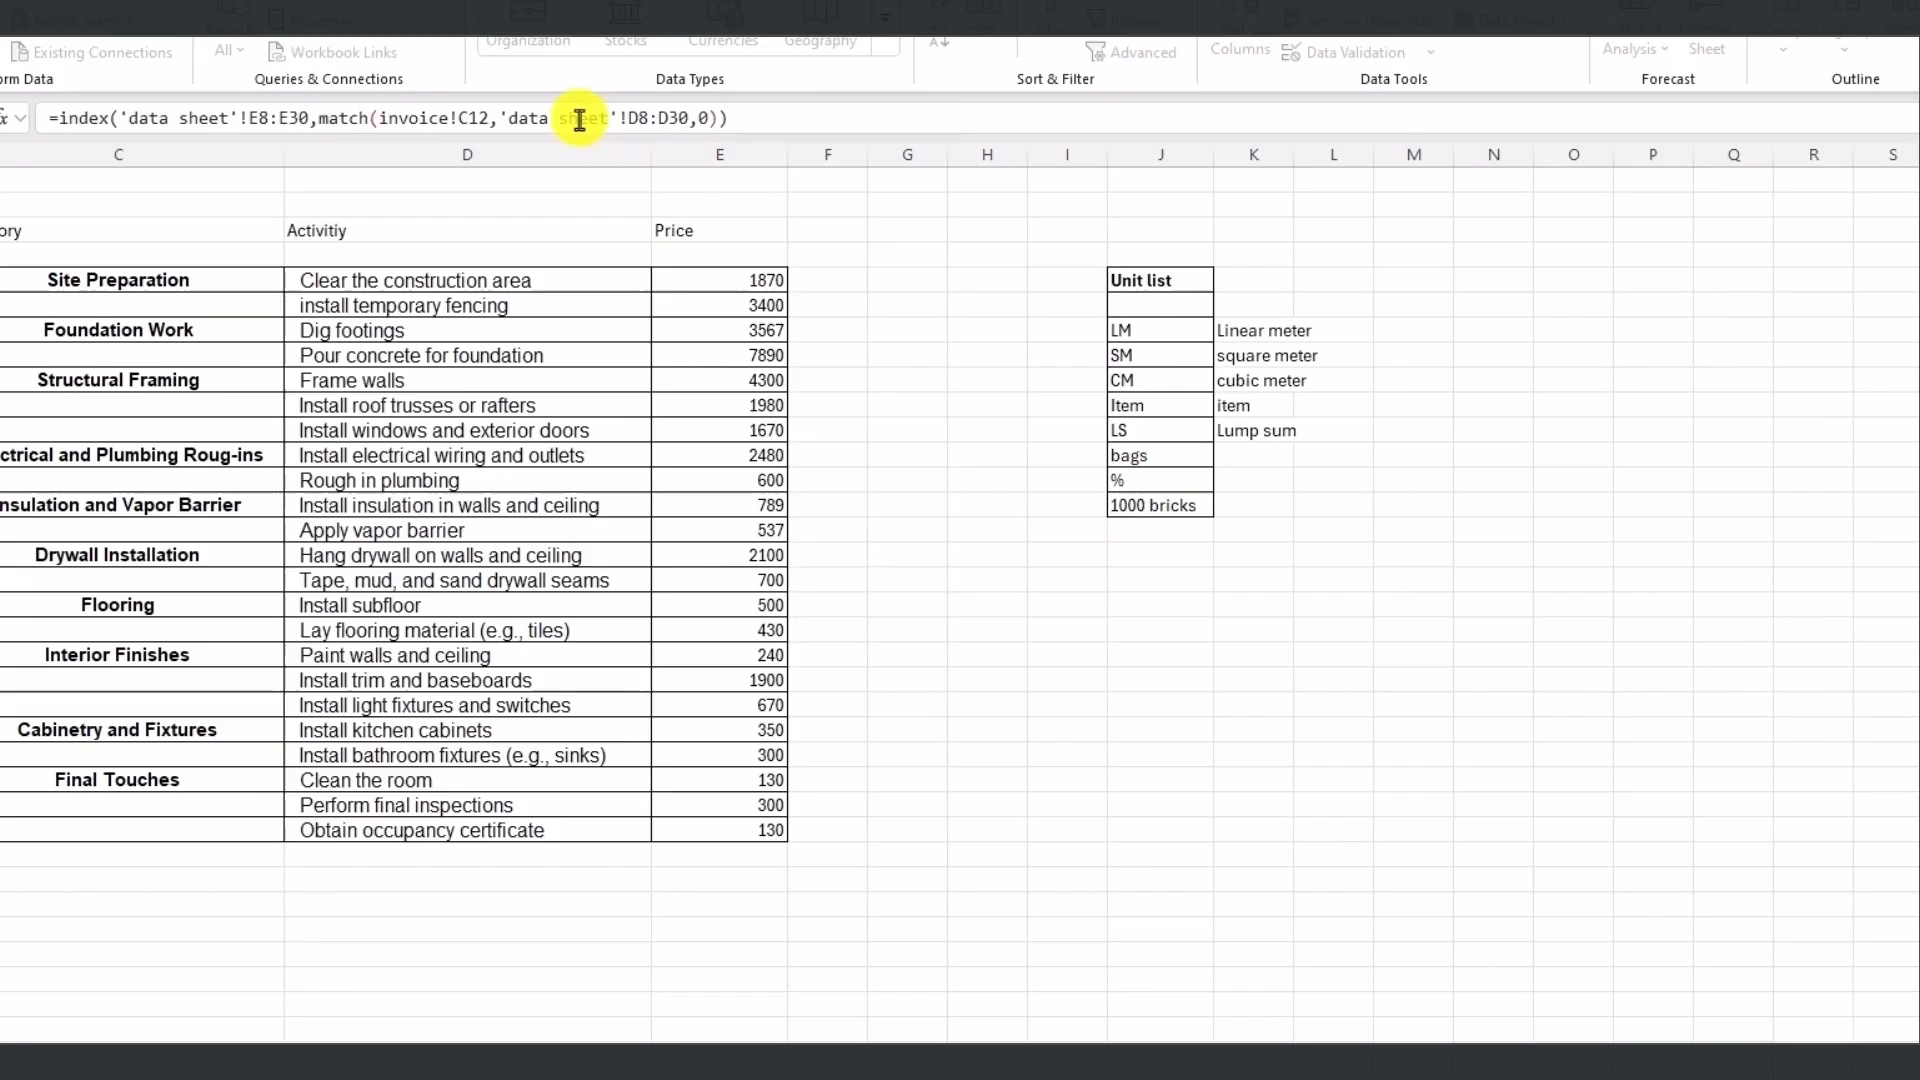 Existing Connections
All
Workbook Links
Organization Stocks Currencies Geography
Advanced
Columns
Data Validation
Analysis
Sheet
orm Data
Queries & Connections
Data Types
Sort & Filter
Data Tools
Forecast
Outline
=index('data sheet'!E8:E30,match(invoice!C12,'data sheet'!D8:D30,0))
C D E F G H I J K L M N O P Q R S
ory Activitiy Price
Site Preparation Clear the construction area 1870 Unit list
install temporary fencing 3400
Foundation Work Dig footings 3567 LM Linear meter
Pour concrete for foundation 7890 SM square meter
Structural Framing Frame walls 4300 CM cubic meter
Install roof trusses or rafters 1980 Item item
Install windows and exterior doors 1670 LS Lump sum
ctrical and Plumbing Roug-ins Install electrical wiring and outlets 2480 bags
Rough in plumbing 600 %
nsulation and Vapor Barrier Install insulation in walls and ceiling 789 1000 bricks
Apply vapor barrier 537
Drywall Installation Hang drywall on walls and ceiling 2100
Tape, mud, and sand drywall seams 700
Flooring Install subfloor 500
Lay flooring material (e.g., tiles) 430
Interior Finishes Paint walls and ceiling 240
Install trim and baseboards 1900
Install light fixtures and switches 670
Cabinetry and Fixtures Install kitchen cabinets 350
Install bathroom fixtures (e.g., sinks) 300
Final Touches Clean the room 130
Perform final inspections 300
Obtain occupancy certificate 130